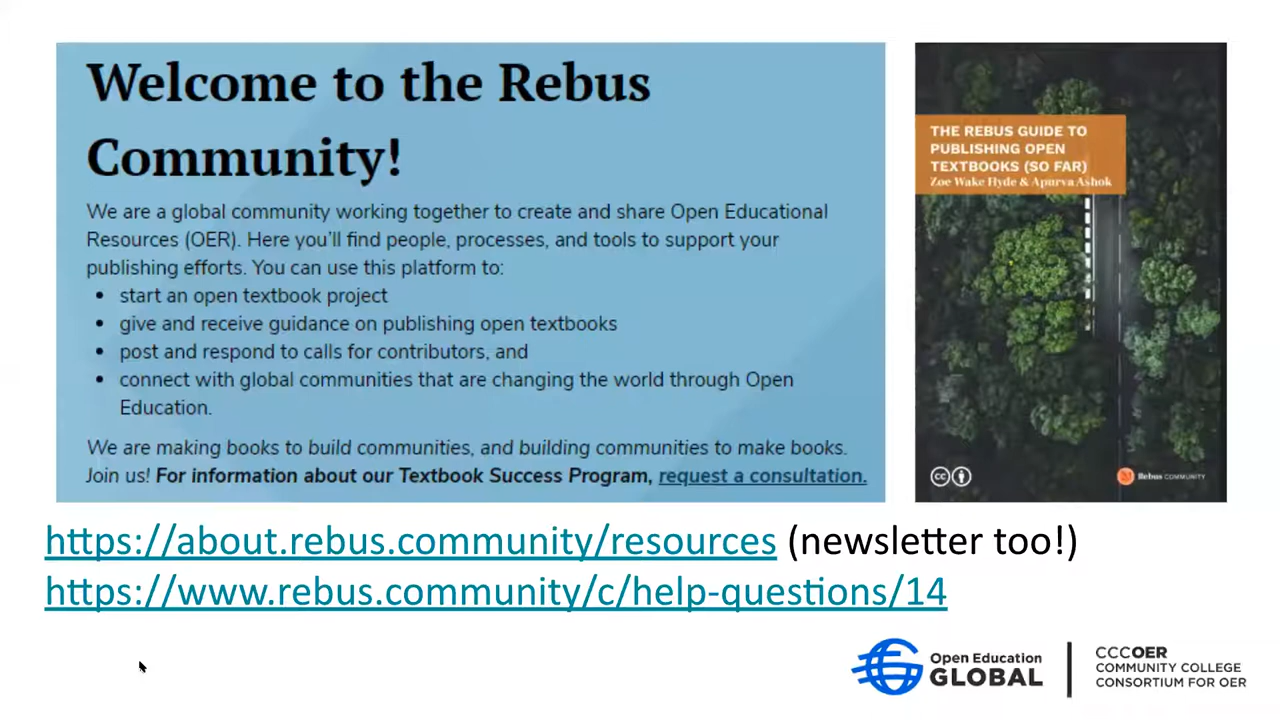 Welcome to the Rebus
Community!
We are a global community working together to create and share Open Educational
Resources (OER). Here you'll find people, processes, and tools to support your
publishing efforts. You can use this platform to:
• start an open textbook project
• give and receive guidance on publishing open textbooks
• post and respond to calls for contributors, and
• connect with global communities that are changing the world through Open
Education.
We are making books to build communities, and building communities to make books.
Join us! For information about our Textbook Success Program, request a consultation.
THE REBUS GUIDE TO
PUBLISHING OPEN
TEXTBOOKS (SO FAR)
Zoe Wake Hyde & Apurva Ashok
CC
Rebus COMMUNITY
https://about.rebus.community/resources (newsletter too!)
https://www.rebus.community/c/help-questions/14
Open Education
GLOBAL
CCCOER
COMMUNITY COLLEGE
CONSORTIUM FOR OER